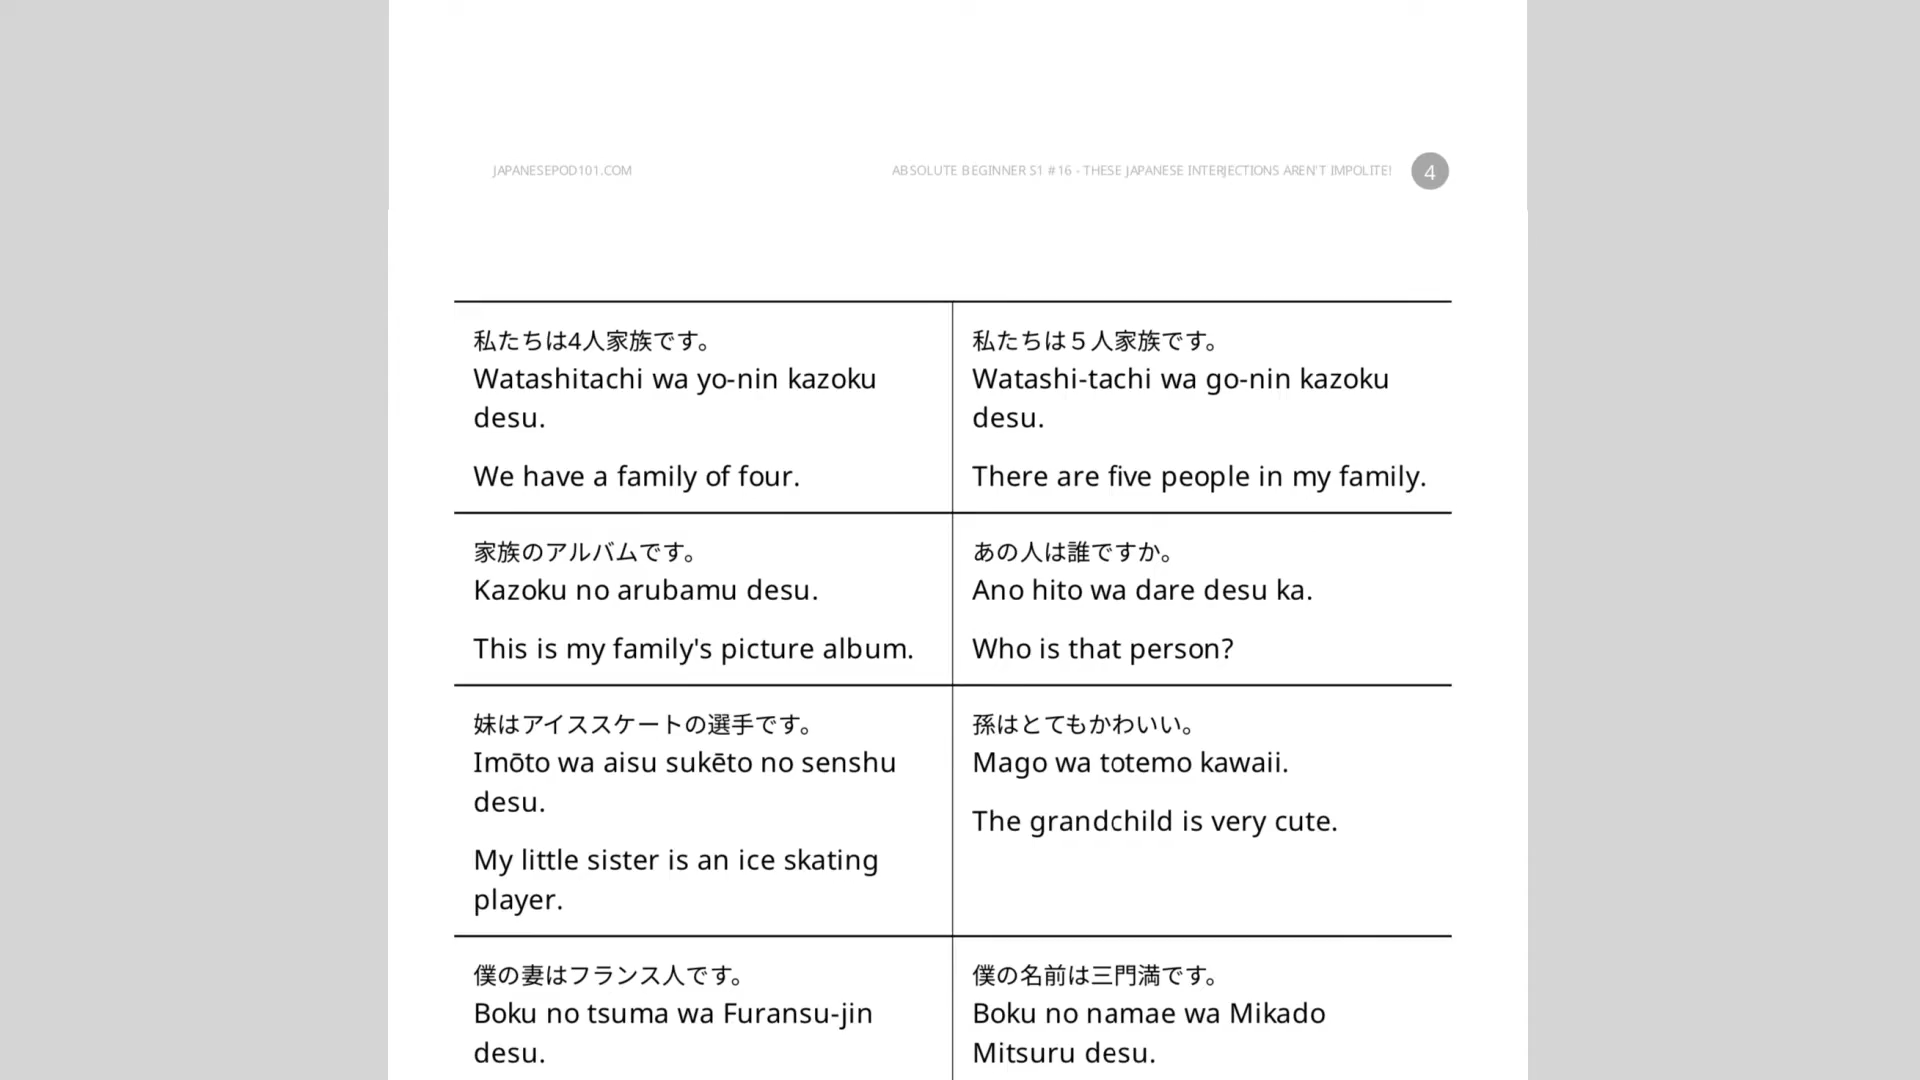 JAPANESEPOD101.COM
ABSOLUTE BEGINNER S1 #16 - THESE JAPANESE INTERJECTIONS AREN'T IMPOLITE!
4
私たちは4人家族です。
Watashitachi wa yo-nin kazoku
desu.
We have a family of four.
私たちは５人家族です。
Watashi-tachi wa go-nin kazoku
desu.
There are five people in my family.
家族のアルバムです。
Kazoku no arubamu desu.
This is my family's picture album.
あの人は誰ですか。
Ano hito wa dare desu ka.
Who is that person?
妹はアイススケートの選手です。
Imōto wa aisu sukēto no senshu
desu.
My little sister is an ice skating
player.
孫はとてもかわいい。
Mago wa totemo kawaii.
The grandchild is very cute.
僕の妻はフランス人です。
Boku no tsuma wa Furansu-jin
desu.
僕の名前は三門満です。
Boku no namae wa Mikado
Mitsuru desu.